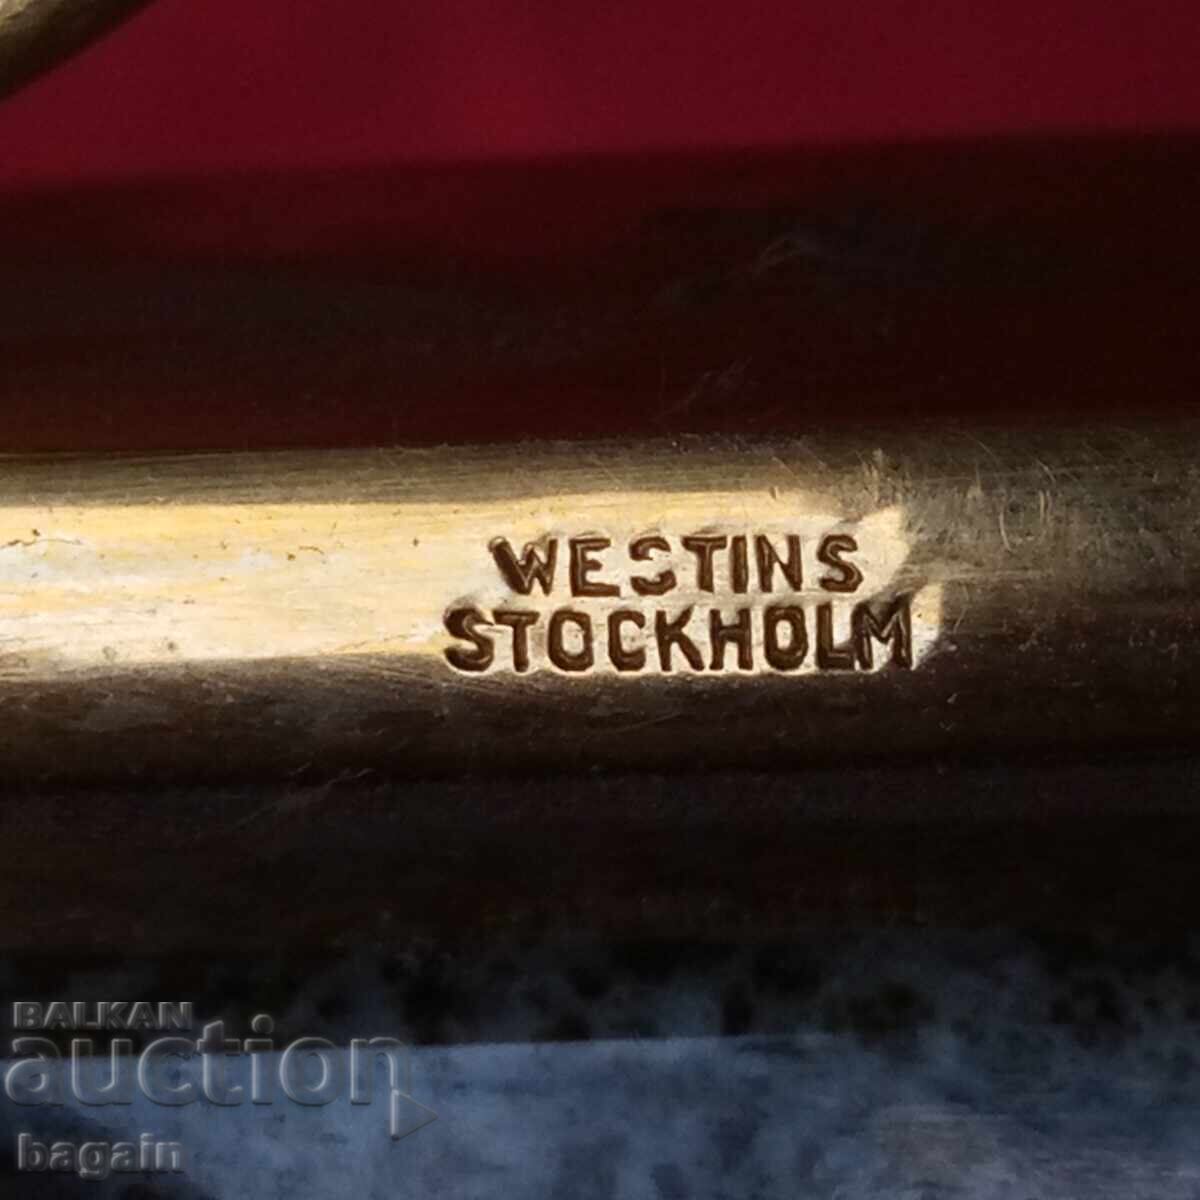 WESTINS
STOCKHOLM
BALKAN
auction
bagain